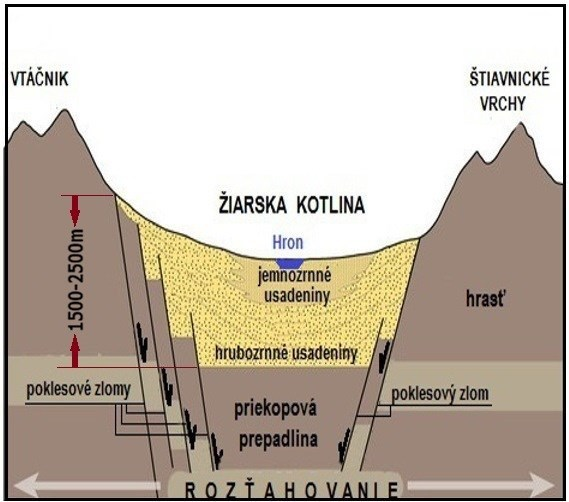 VTÁČNIK
ŠTIAVNICKÉ
VRCHY
ŽIARSKA KOTLINA
Hron
jemnozrnné
usadeniny
1500-2500m
hrasť
hrubozrnné usadeniny
poklesové zlomy
poklesový zlom
priekopová
prepadlina
ROZŤAHOVANIE